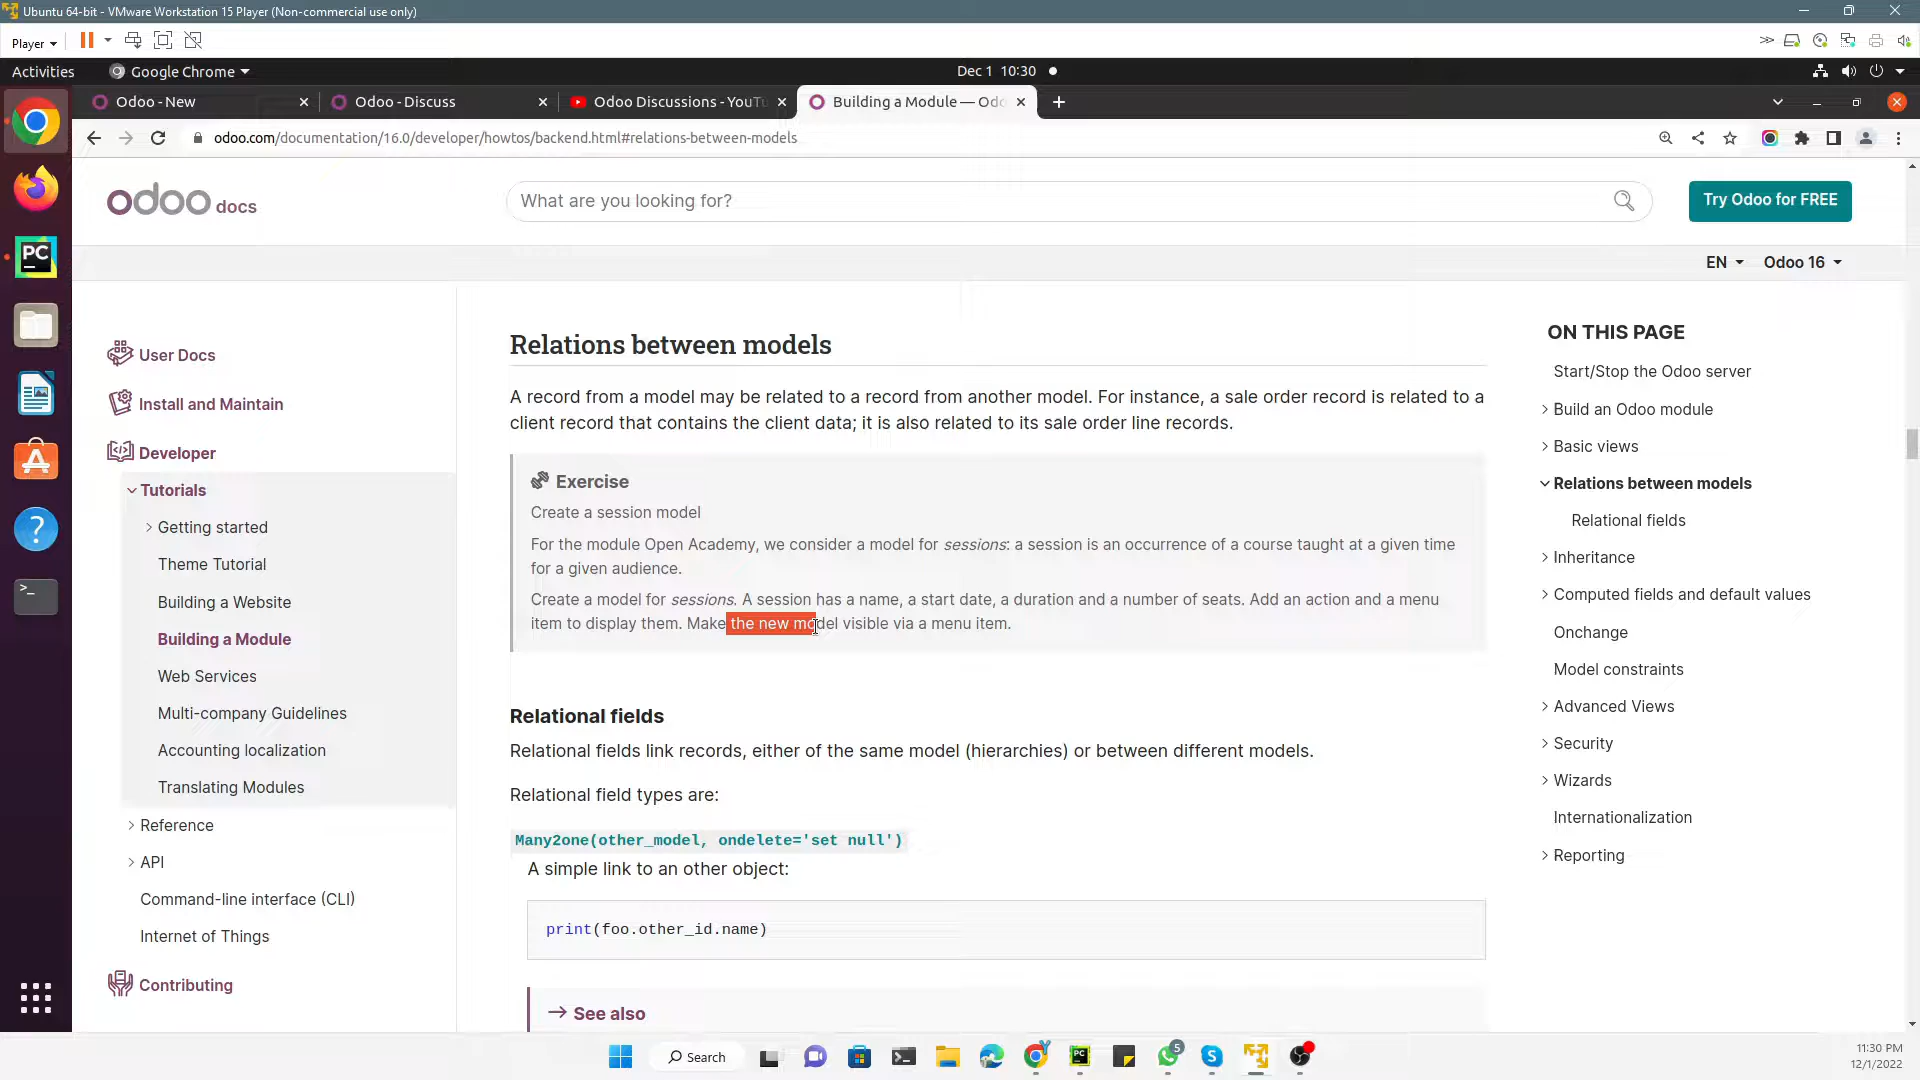 Ubuntu 64-bit - VMware Workstation 15 Player (Non-commercial use only)
Player
Activities
Google Chrome
Dec 1 10:30
Odoo - New
Odoo - Discuss
Odoo Discussions - YouTu
Building a Module — Odo
odoo.com/documentation/16.0/developer/howtos/backend.html#relations-between-models
odoo docs
What are you looking for?
Try Odoo for FREE
EN
Odoo 16
User Docs
Install and Maintain
Developer
Tutorials
Getting started
Theme Tutorial
Building a Website
Building a Module
Web Services
Multi-company Guidelines
Accounting localization
Translating Modules
Reference
API
Command-line interface (CLI)
Internet of Things
Contributing
Relations between models
A record from a model may be related to a record from another model. For instance, a sale order record is related to a
client record that contains the client data; it is also related to its sale order line records.
Exercise
Create a session model
For the module Open Academy, we consider a model for sessions: a session is an occurrence of a course taught at a given time
for a given audience.
Create a model for sessions. A session has a name, a start date, a duration and a number of seats. Add an action and a menu
item to display them. Make the new model visible via a menu item.
Relational fields
Relational fields link records, either of the same model (hierarchies) or between different models.
Relational field types are:
Many2one(other_model, ondelete='set null')
A simple link to an other object:
print(foo.other_id.name)
See also
ON THIS PAGE
Start/Stop the Odoo server
Build an Odoo module
Basic views
Relations between models
Relational fields
Inheritance
Computed fields and default values
Onchange
Model constraints
Advanced Views
Security
Wizards
Internationalization
Reporting
PC
PC
Search
5
11:30 PM
12/1/2022